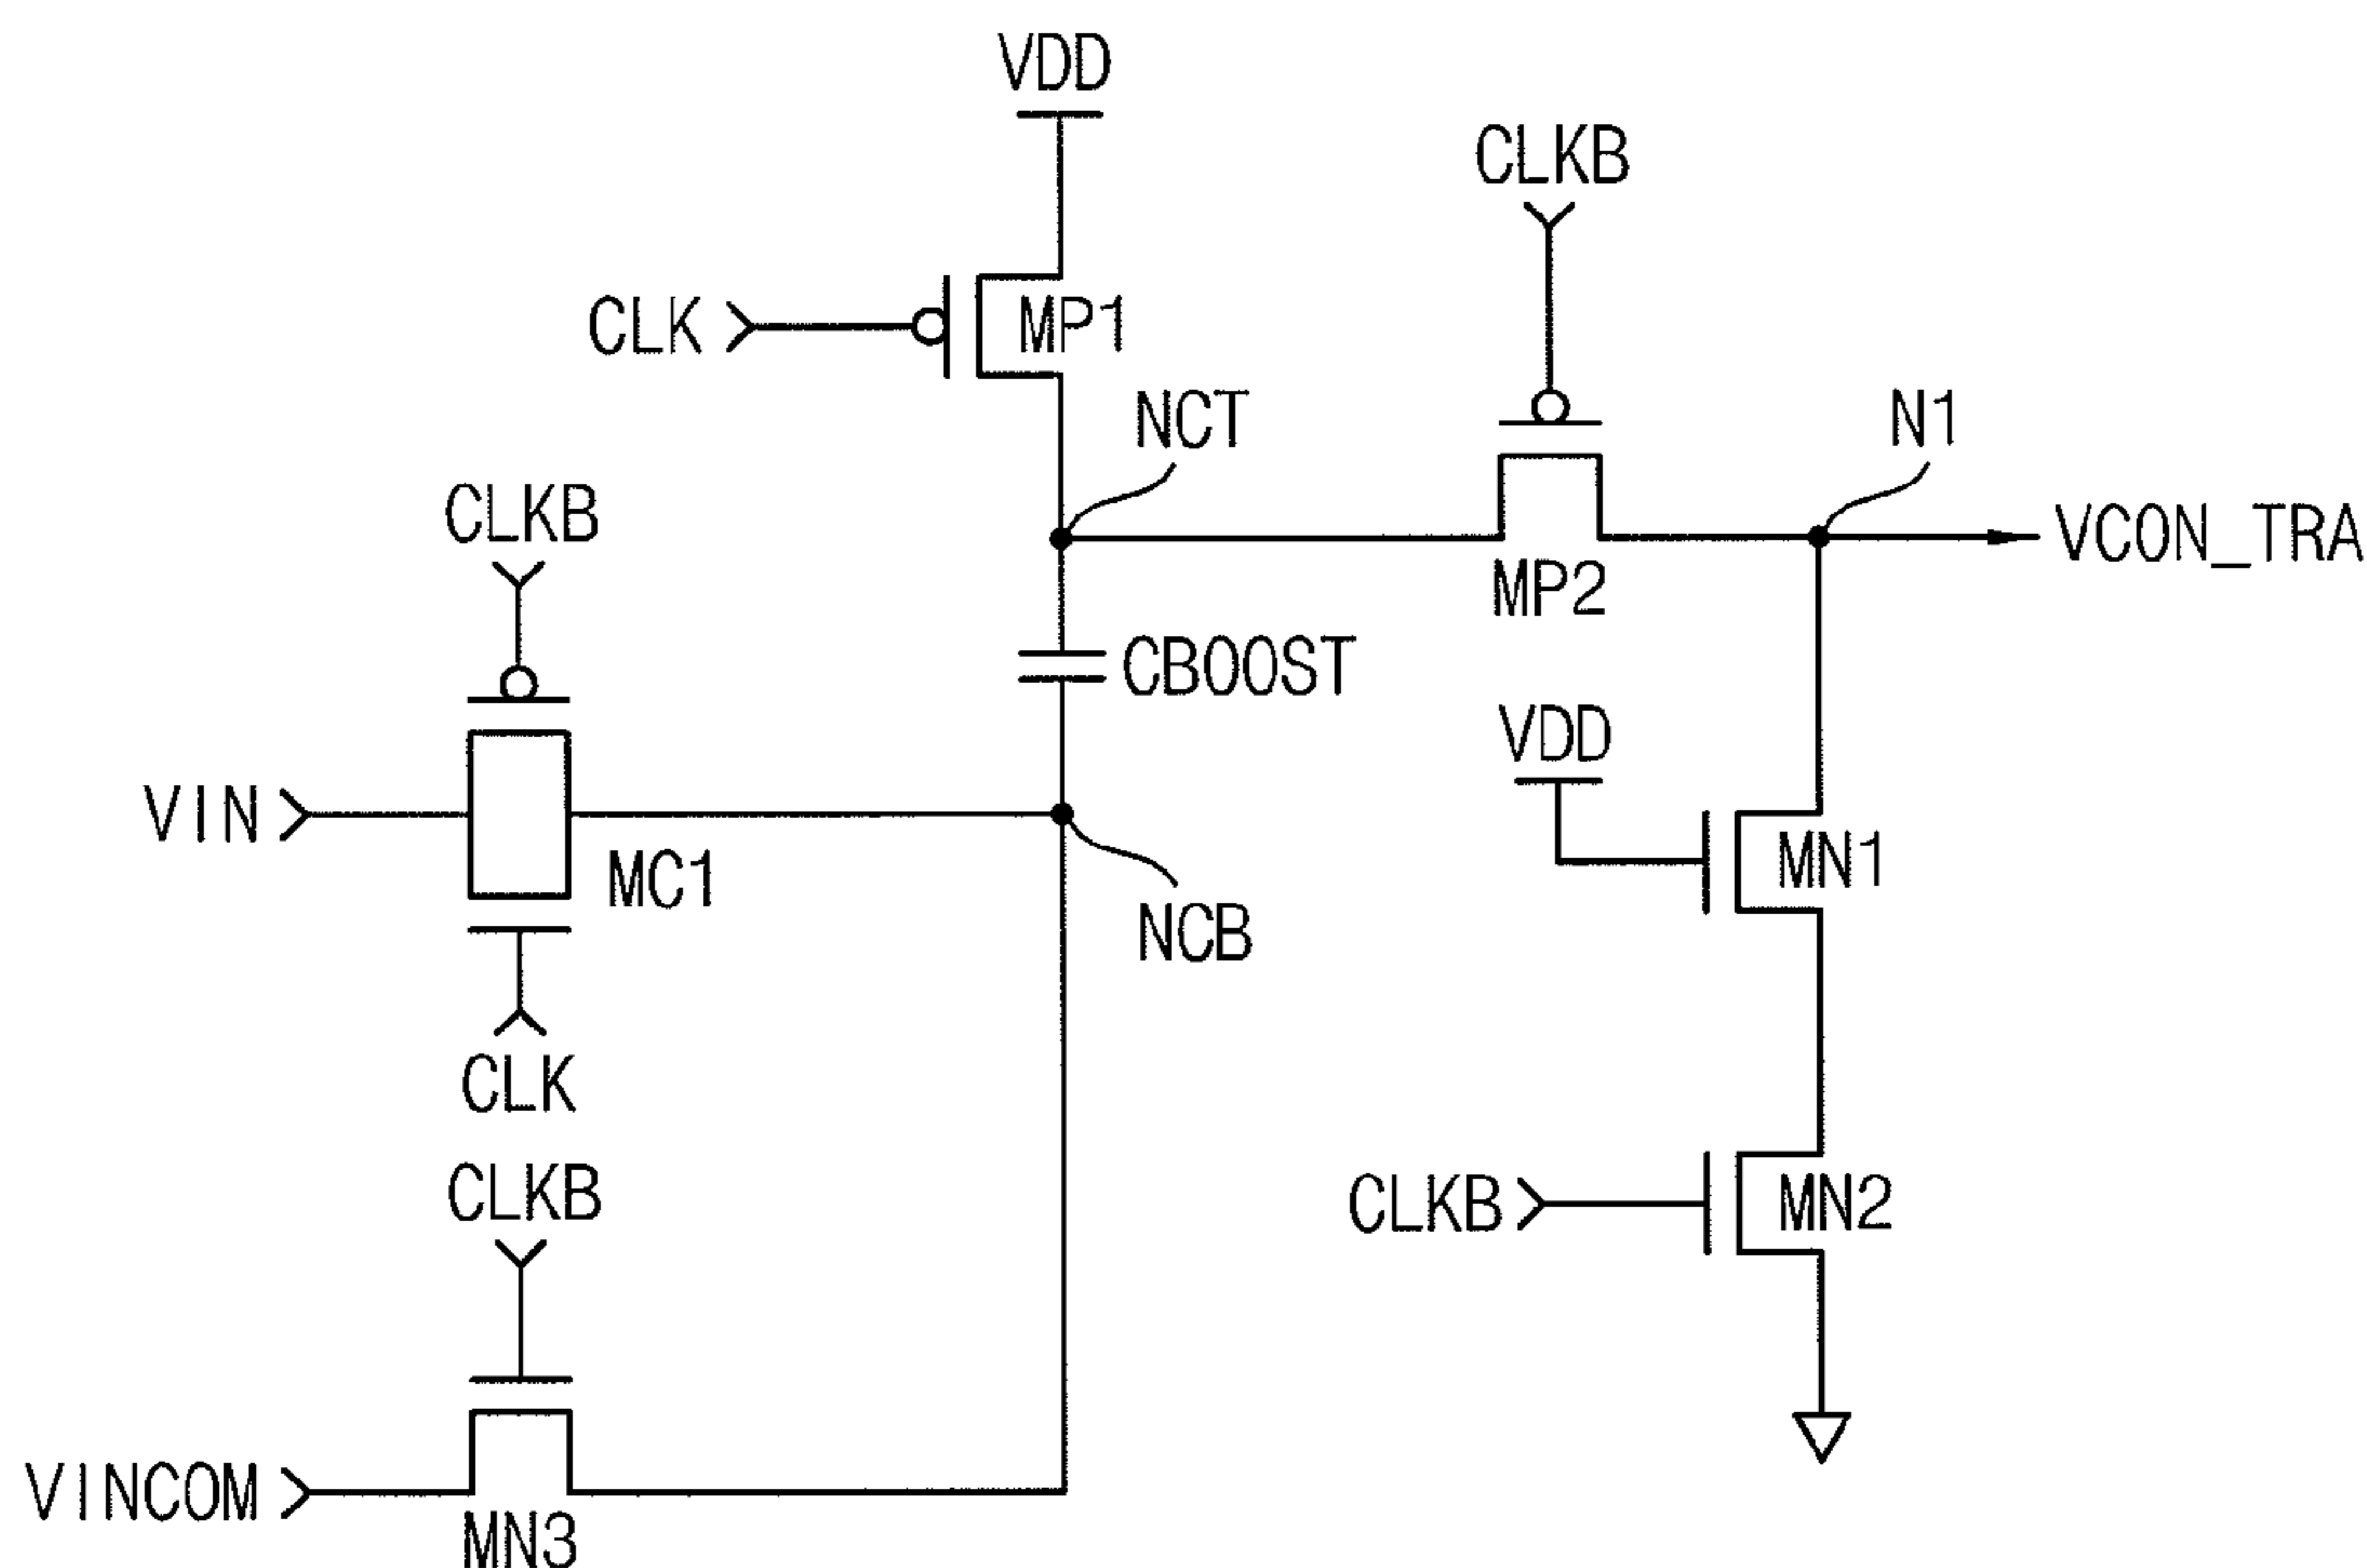 VDD
CLKB
CLK
MP1
NCT
N1
CLKB
VCON_TRA
MP2
CBOOST
VDD
VIN
MC1
MN1
NCB
CLK
CLKB
CLKB
MN2
VINCOM
MN3